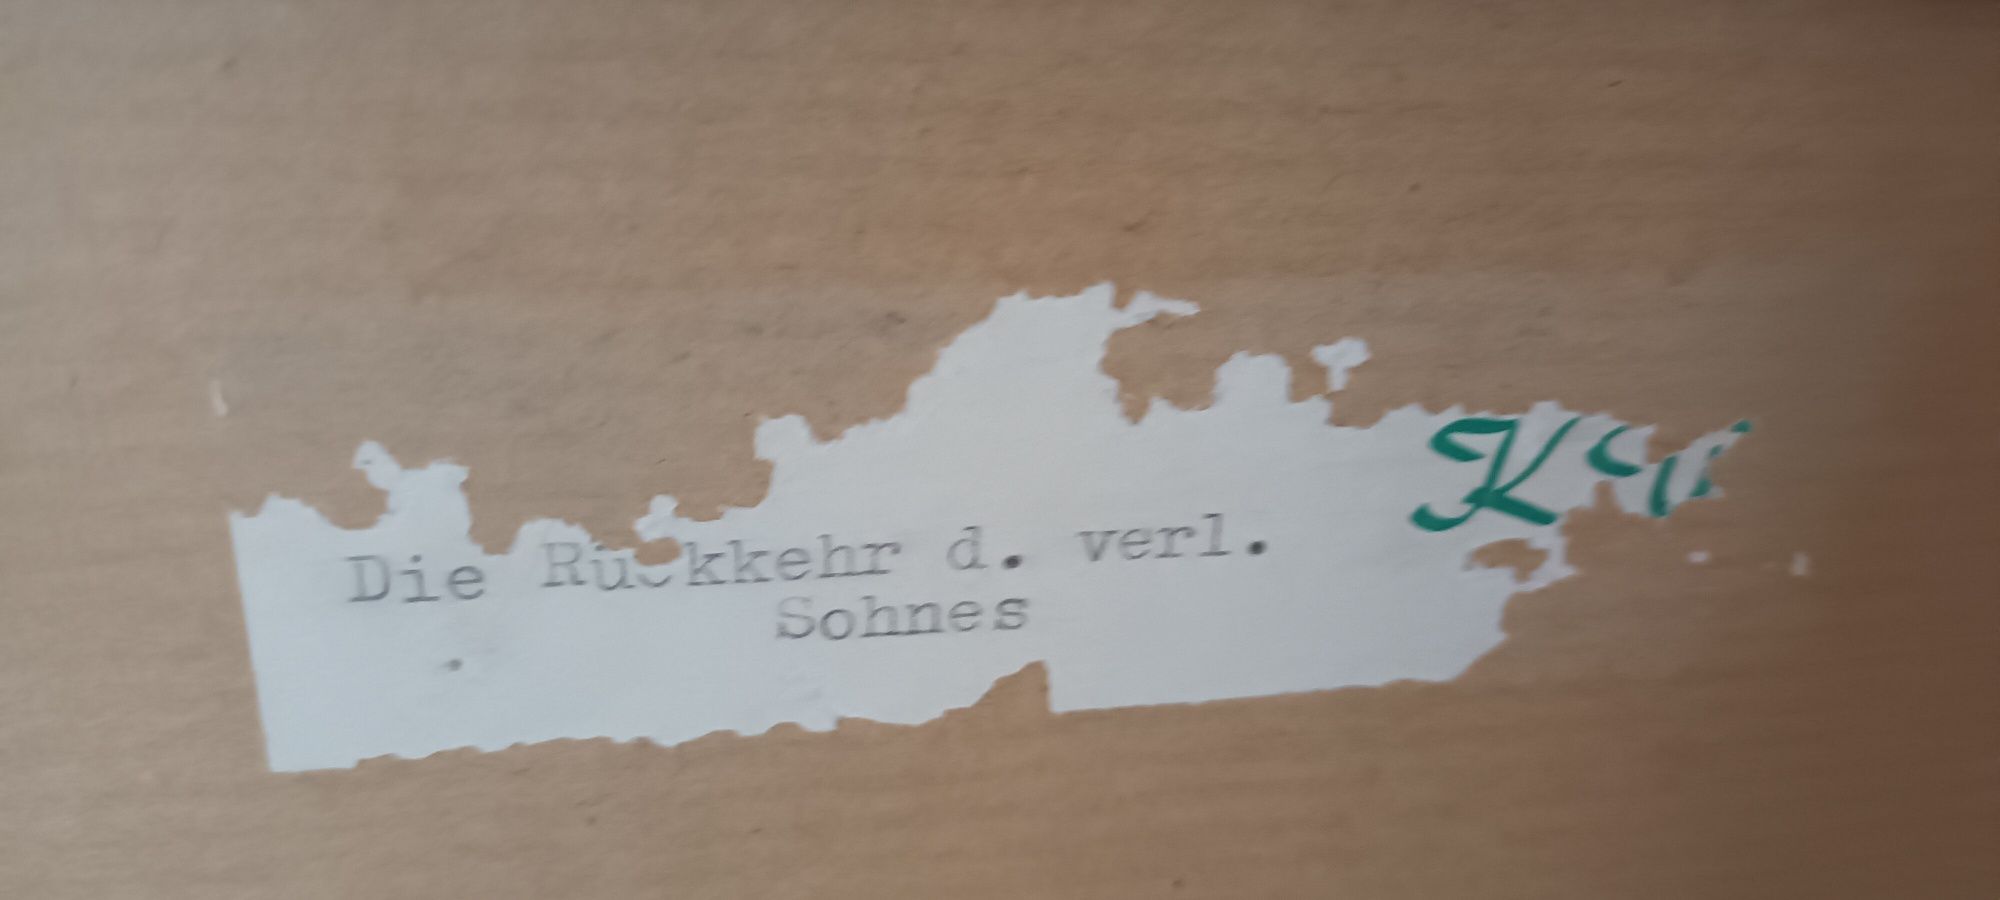 Die Rückkehr d. verl.
Sohnes